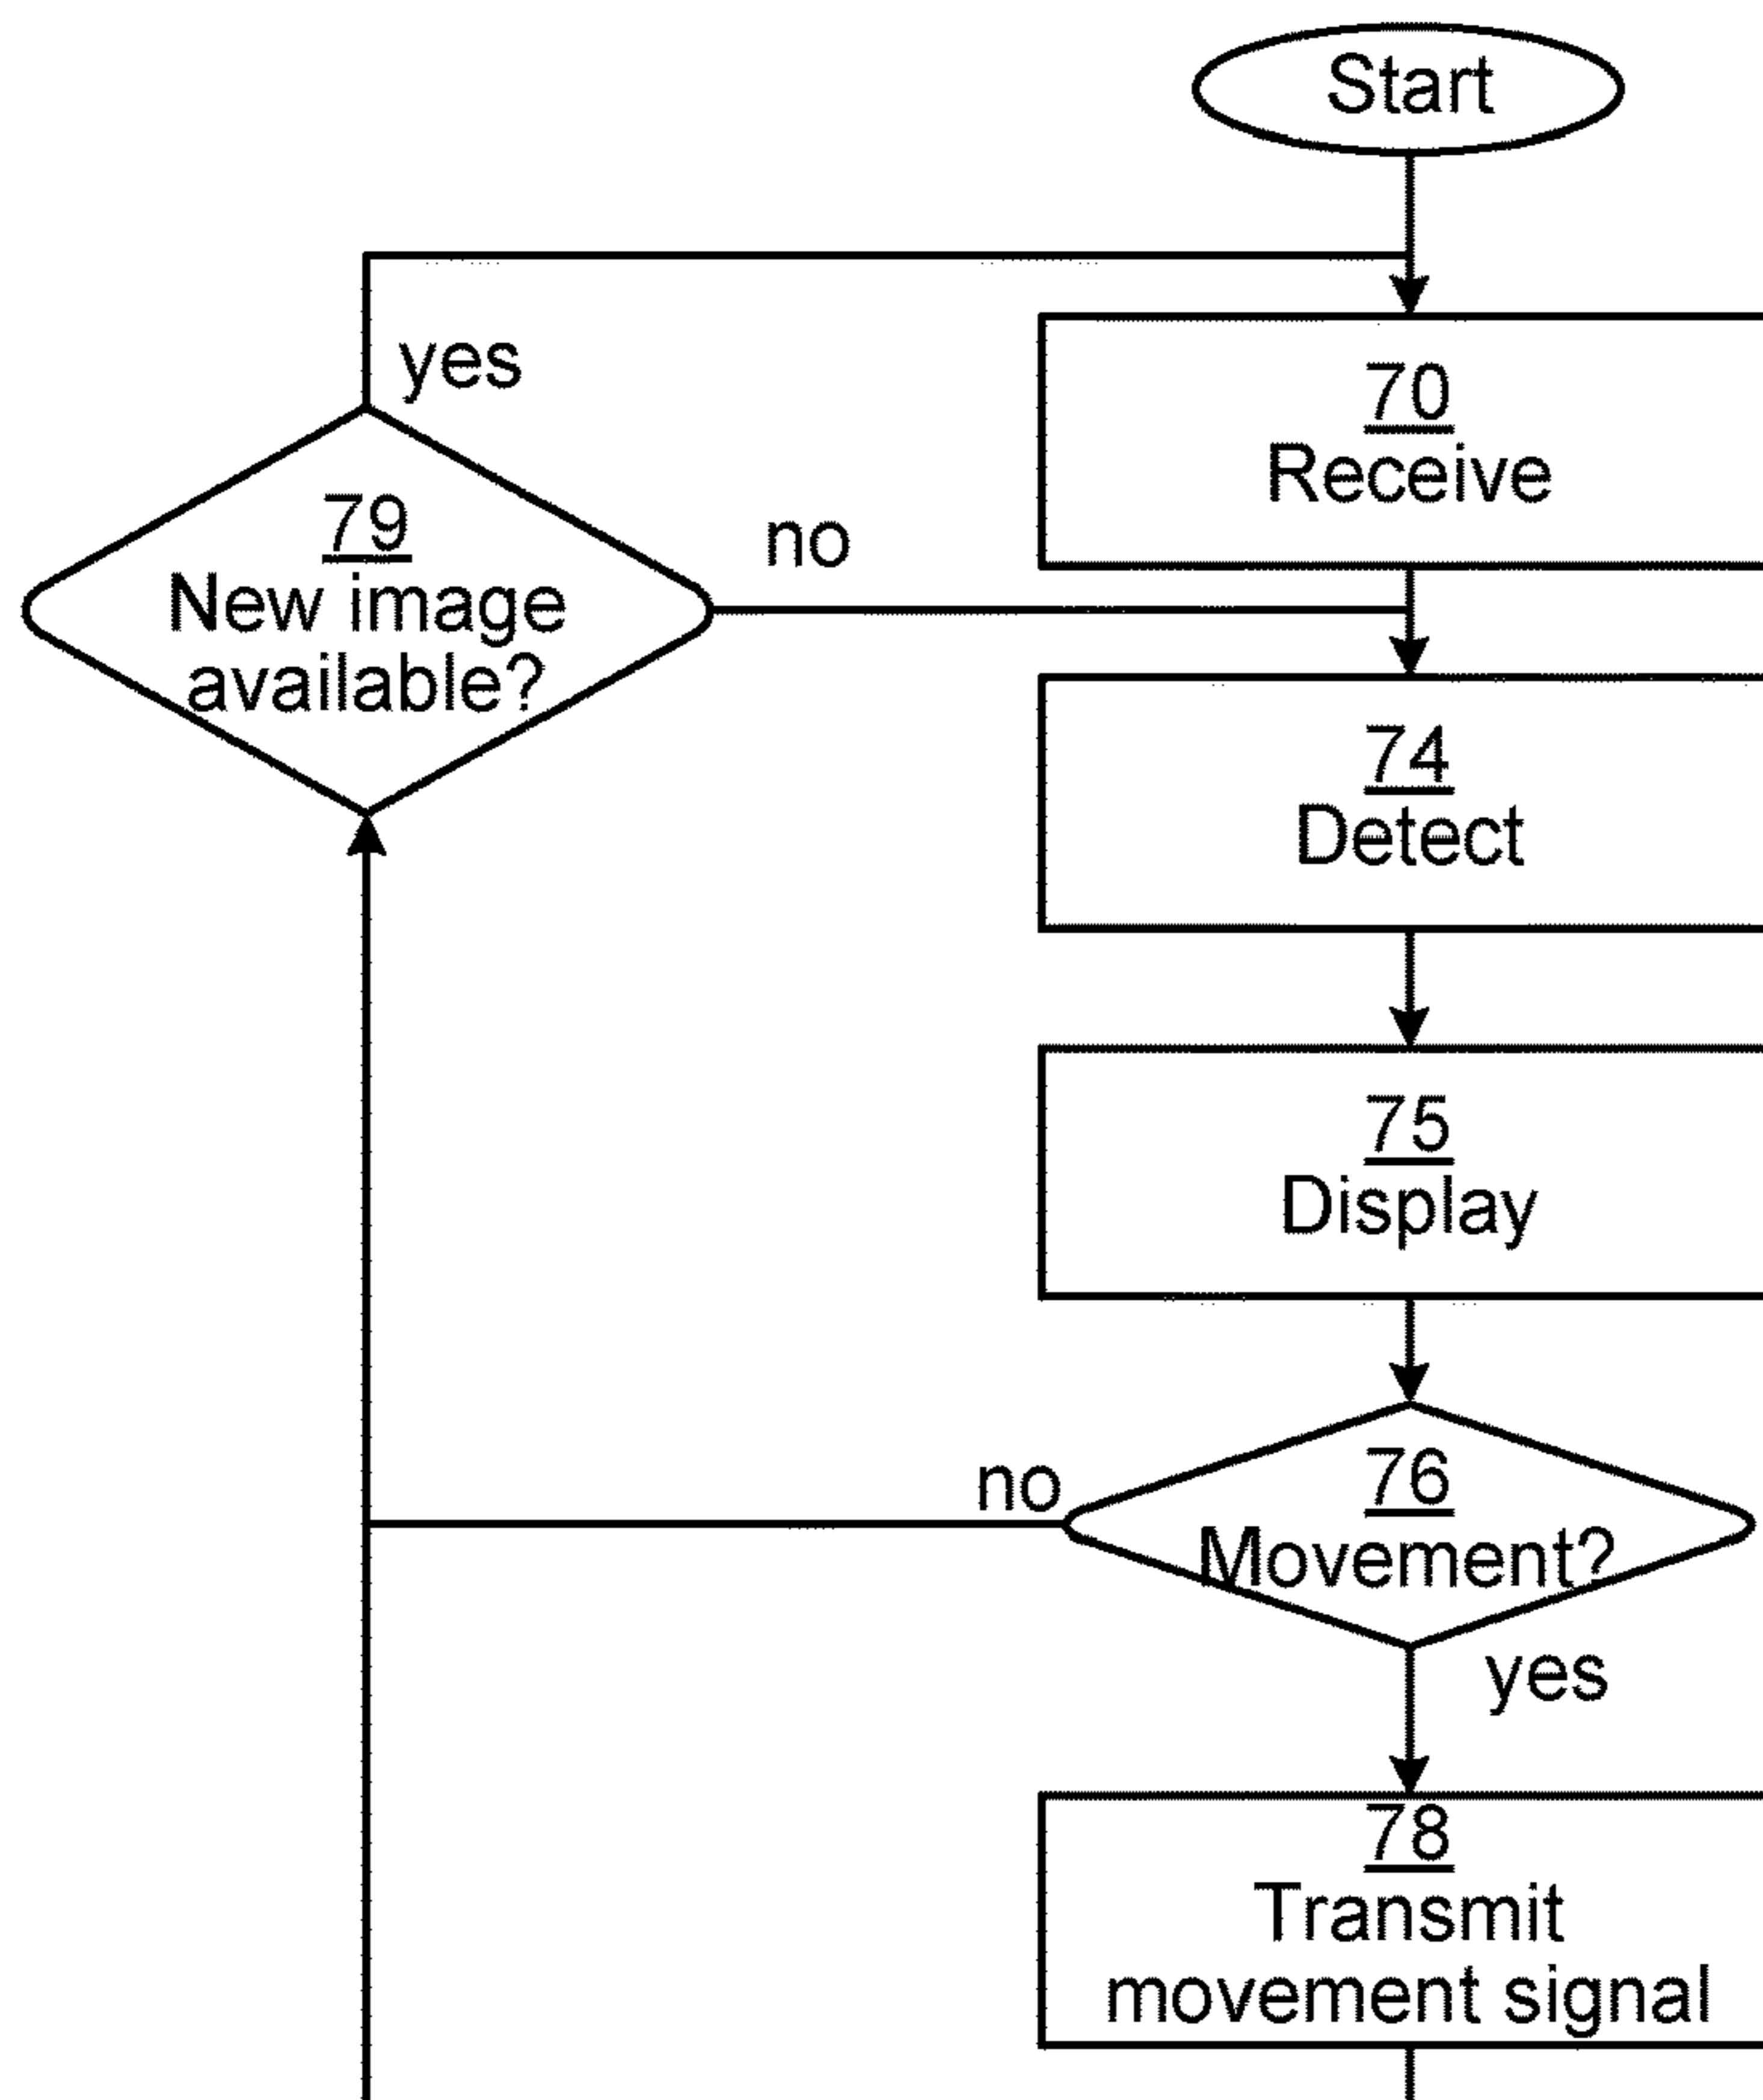 Start
yes
70
Receive
79
New image
available?
no
74
Detect
75
Display
no
76
Movement?
yes
78
Transmit
movement signal